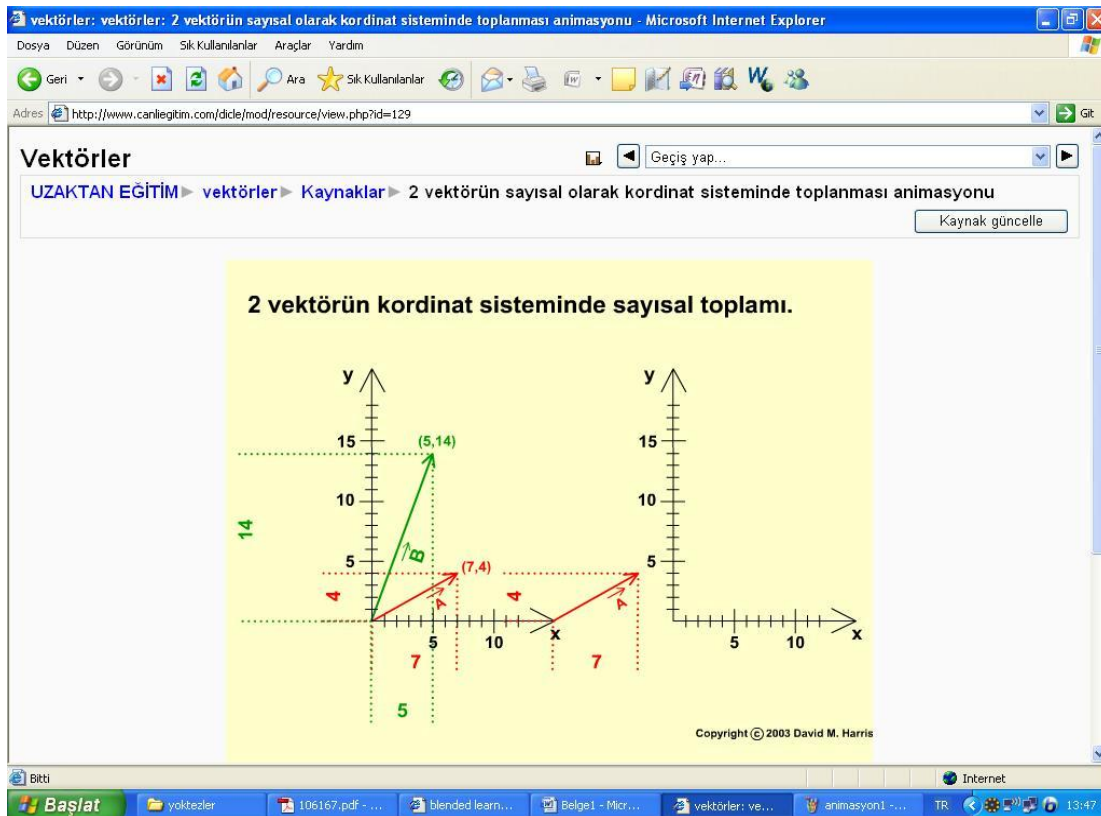 vektörler: vektörler: 2 vektörün sayısal olarak kordinat sisteminde toplanması animasyonu - Microsoft Internet Explorer
Dosya Düzen Görünüm Sık Kullanılanlar Araçlar Yardım
Geri Ara Sık Kullanılanlar
Adres http://www.canliegitim.com/dicle/mod/resource/view.php?id=129 Git
Vektörler
Geçiş yap...
UZAKTAN EĞİTİM ► vektörler ► Kaynaklar ► 2 vektörün sayısal olarak kordinat sisteminde toplanması animasyonu
Kaynak güncelle
2 vektörün kordinat sisteminde sayısal toplamı.
y y
15 (5,14) 15
10 10
14
B
5 (7,4) 5
4 A 4 A
5 10 x 5 10 x
7 7
5
Copyright © 2003 David M. Harris
Bitti Internet
Başlat yoktezler 106167.pdf - ... blended learn... Belge1 - Micr... vektörler: ve... animasyon1 -... TR 13:47